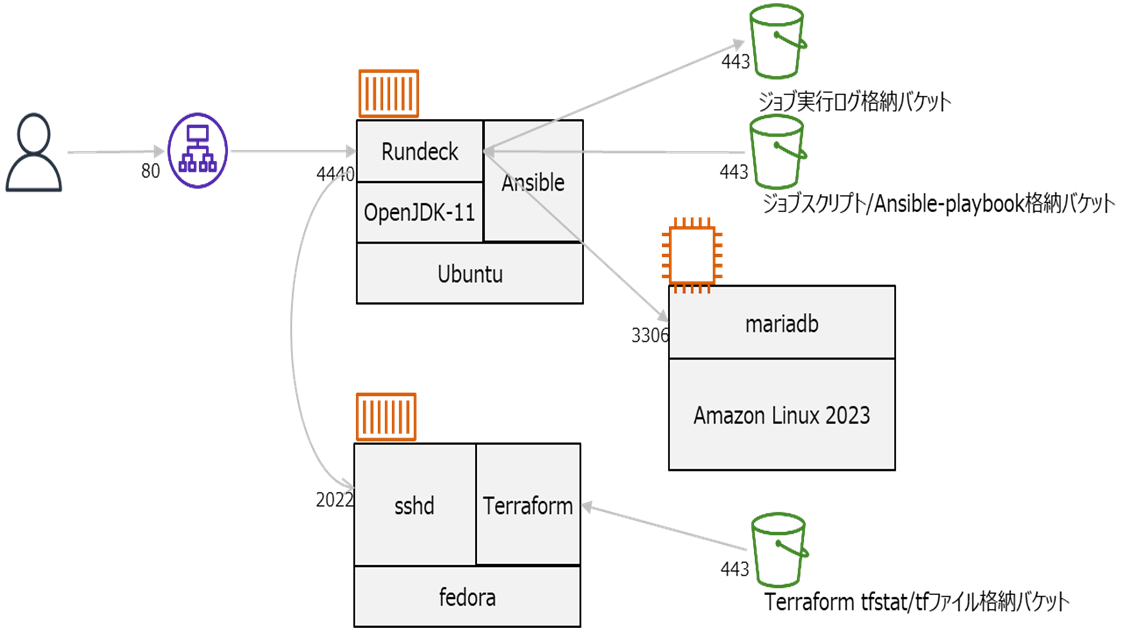 443
ジョブ実行ログ格納バケット
80
4440
Rundeck
Ansible
OpenJDK-11
Ubuntu
443
ジョブスクリプト/Ansible-playbook格納バケット
3306
mariadb
Amazon Linux 2023
2022
sshd
Terraform
fedora
443
Terraform tfstat/tfファイル格納バケット